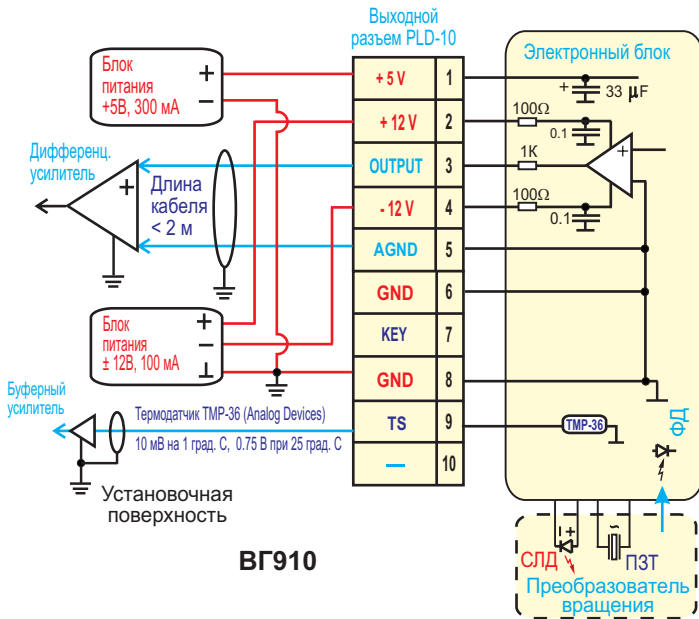 Выходной
разъем PLD-10
Электронный блок
Блок
питания
+5В, 300 мА
+
−
+ 5 V 1
+ 33 µF
+ 12 V 2
100Ω
0.1
Дифференц.
усилитель
+
Длина
кабеля
< 2 м
OUTPUT 3
1K
+
- 12 V 4
100Ω
0.1
AGND 5
GND 6
Блок
питания
± 12В, 100 мА
+
−
⊥
KEY 7
GND 8
Буферный
усилитель
Термодатчик TMP-36 (Analog Devices)
10 мВ на 1 град. С, 0.75 В при 25 град. С
TS 9
TMP-36
ФД
— 10
Установочная
поверхность
ВГ910
− +
~
СЛД
ПЗТ
Преобразователь
вращения